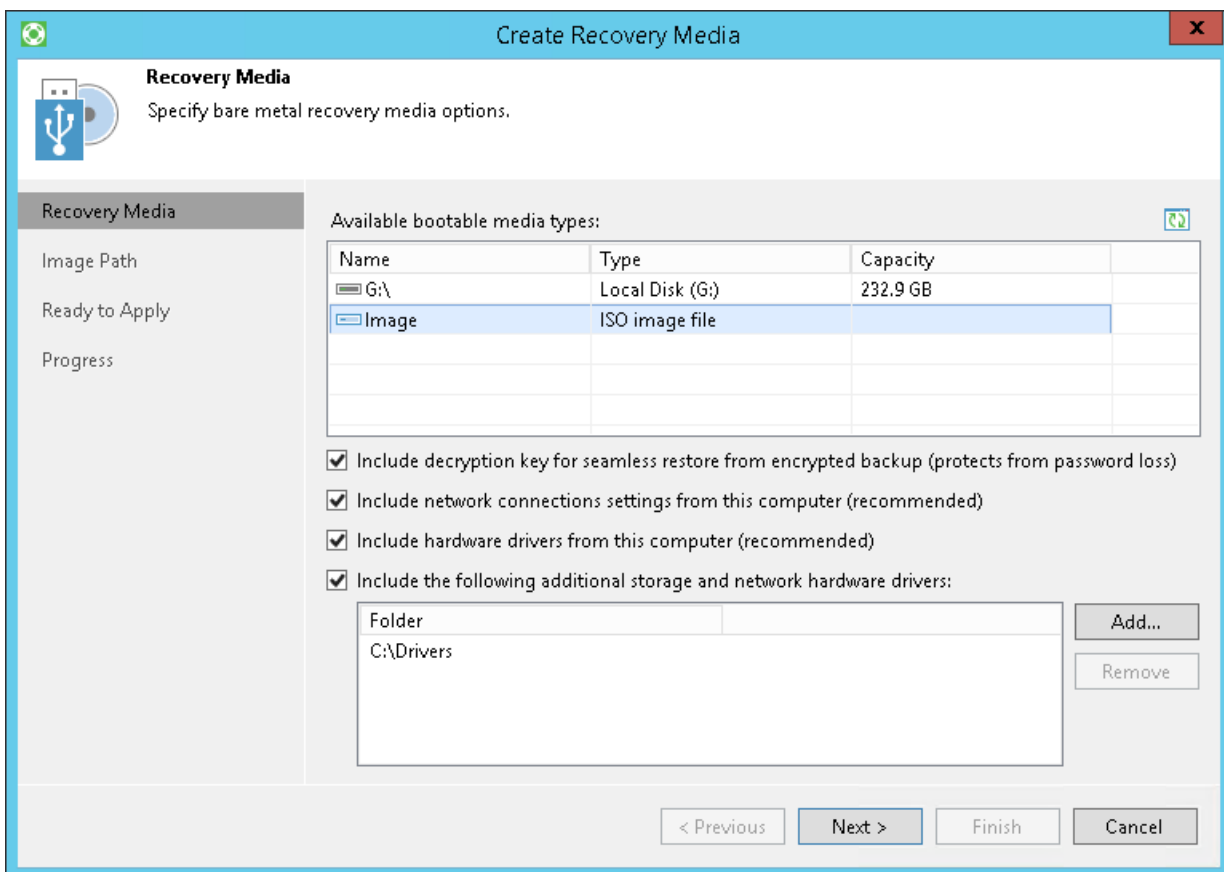 Create Recovery Media
x
Recovery Media
Specify bare metal recovery media options.
Recovery Media
Image Path
Ready to Apply
Progress
Available bootable media types:
Name Type Capacity
G:\ Local Disk (G:) 232.9 GB
Image ISO image file
Include decryption key for seamless restore from encrypted backup (protects from password loss)
Include network connections settings from this computer (recommended)
Include hardware drivers from this computer (recommended)
Include the following additional storage and network hardware drivers:
Folder
C:\Drivers
Add...
Remove
< Previous Next > Finish Cancel